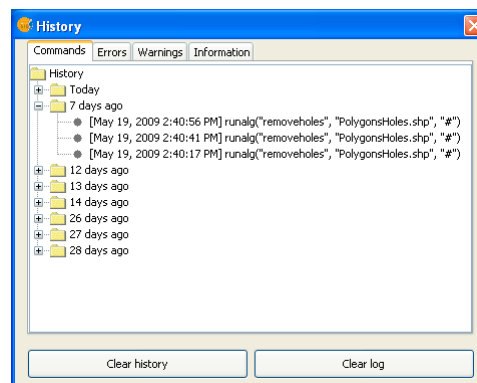 History
Commands Errors Warnings Information
History
Today
7 days ago
[May 19, 2009 2:40:56 PM] runalg("removeholes", "PolygonsHoles.shp", "#")
[May 19, 2009 2:40:41 PM] runalg("removeholes", "PolygonsHoles.shp", "#")
[May 19, 2009 2:40:17 PM] runalg("removeholes", "PolygonsHoles.shp", "#")
12 days ago
13 days ago
14 days ago
26 days ago
27 days ago
28 days ago
Clear history Clear log